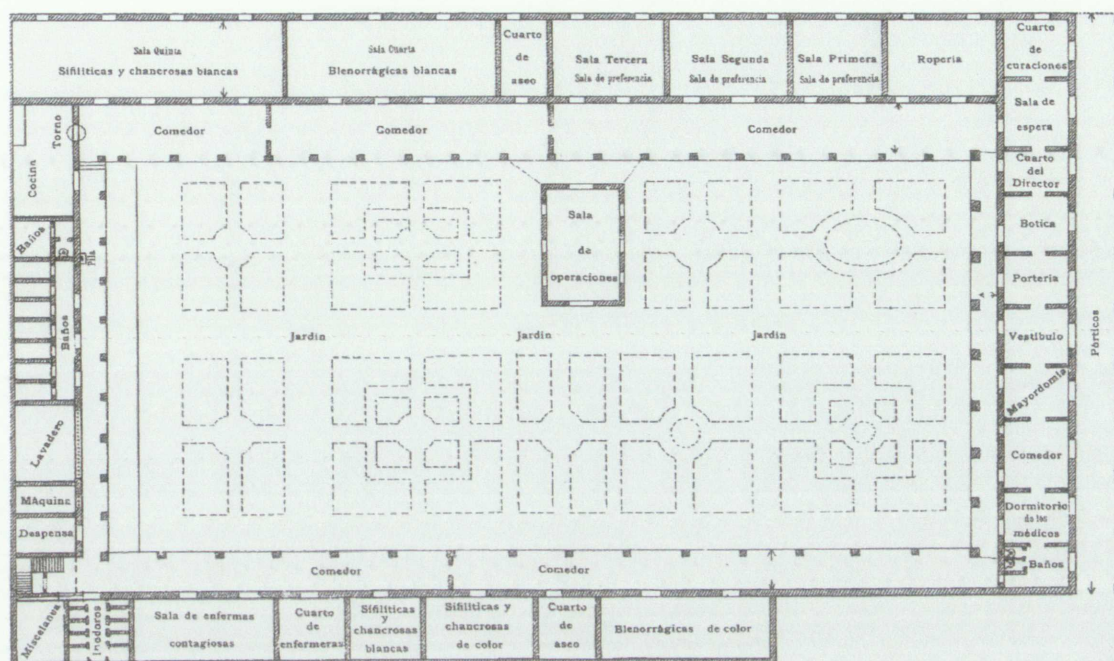 Sala Quinta
Sifilíticas y chancrosas blancas
Sala Cuarta
Blenorrágicas blancas
Cuarto
de
aseo
Sala Tercera
Sala de preferencia
Sala Segunda
Sala de preferencia
Sala Primera
Sala de preferencia
Ropería
Cuarto
de
curaciones
Sala de
espera
Cuarto
del
Director
Botica
Portería
Vestíbulo
Mayordomía
Comedor
Dormitorio
de los
médicos
Baños
Pórticos
Torno
Cocina
Comedor
Comedor
Comedor
Baños
Pila
Baños
Sala
de
operaciones
Jardín
Jardín
Jardín
Lavadero
MAquina
Despensa
Comedor
Comedor
Miscelanea
Inodoros
Sala de enfermas
contagiosas
Cuarto
de
enfermeras
Sifilíticas
y
chancrosas
blancas
Sifilíticas y
chancrosas
de color
Cuarto
de
aseo
Blenorrágicas de color